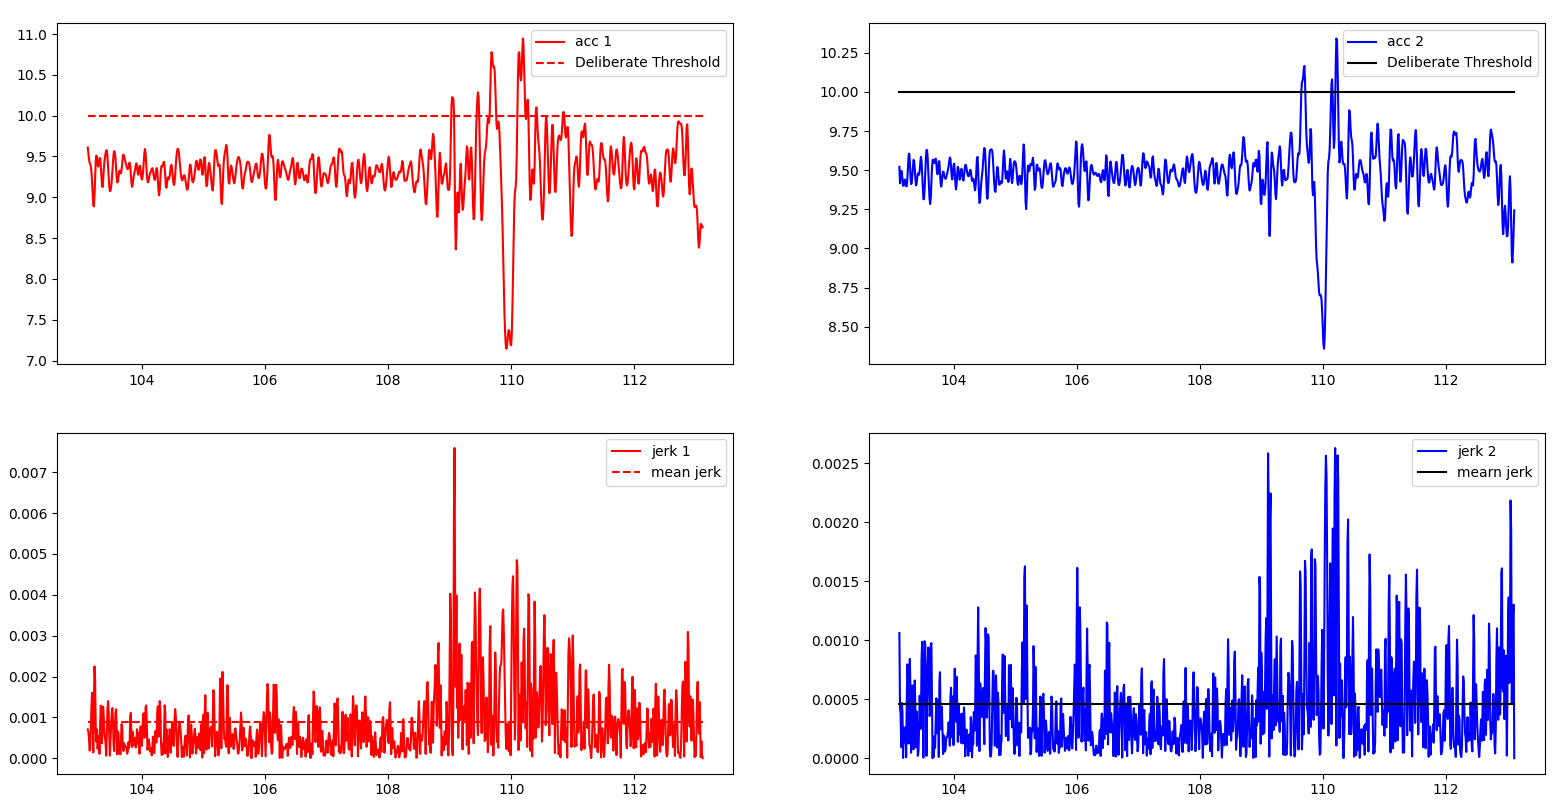 acc 1
Deliberate Threshold
11.0
10.5
10.0
9.5
9.0
8.5
8.0
7.5
7.0
104 106 108 110 112
acc 2
Deliberate Threshold
10.25
10.00
9.75
9.50
9.25
9.00
8.75
8.50
104 106 108 110 112
jerk 1
mean jerk
0.007
0.006
0.005
0.004
0.003
0.002
0.001
0.000
104 106 108 110 112
jerk 2
mearn jerk
0.0025
0.0020
0.0015
0.0010
0.0005
0.0000
104 106 108 110 112